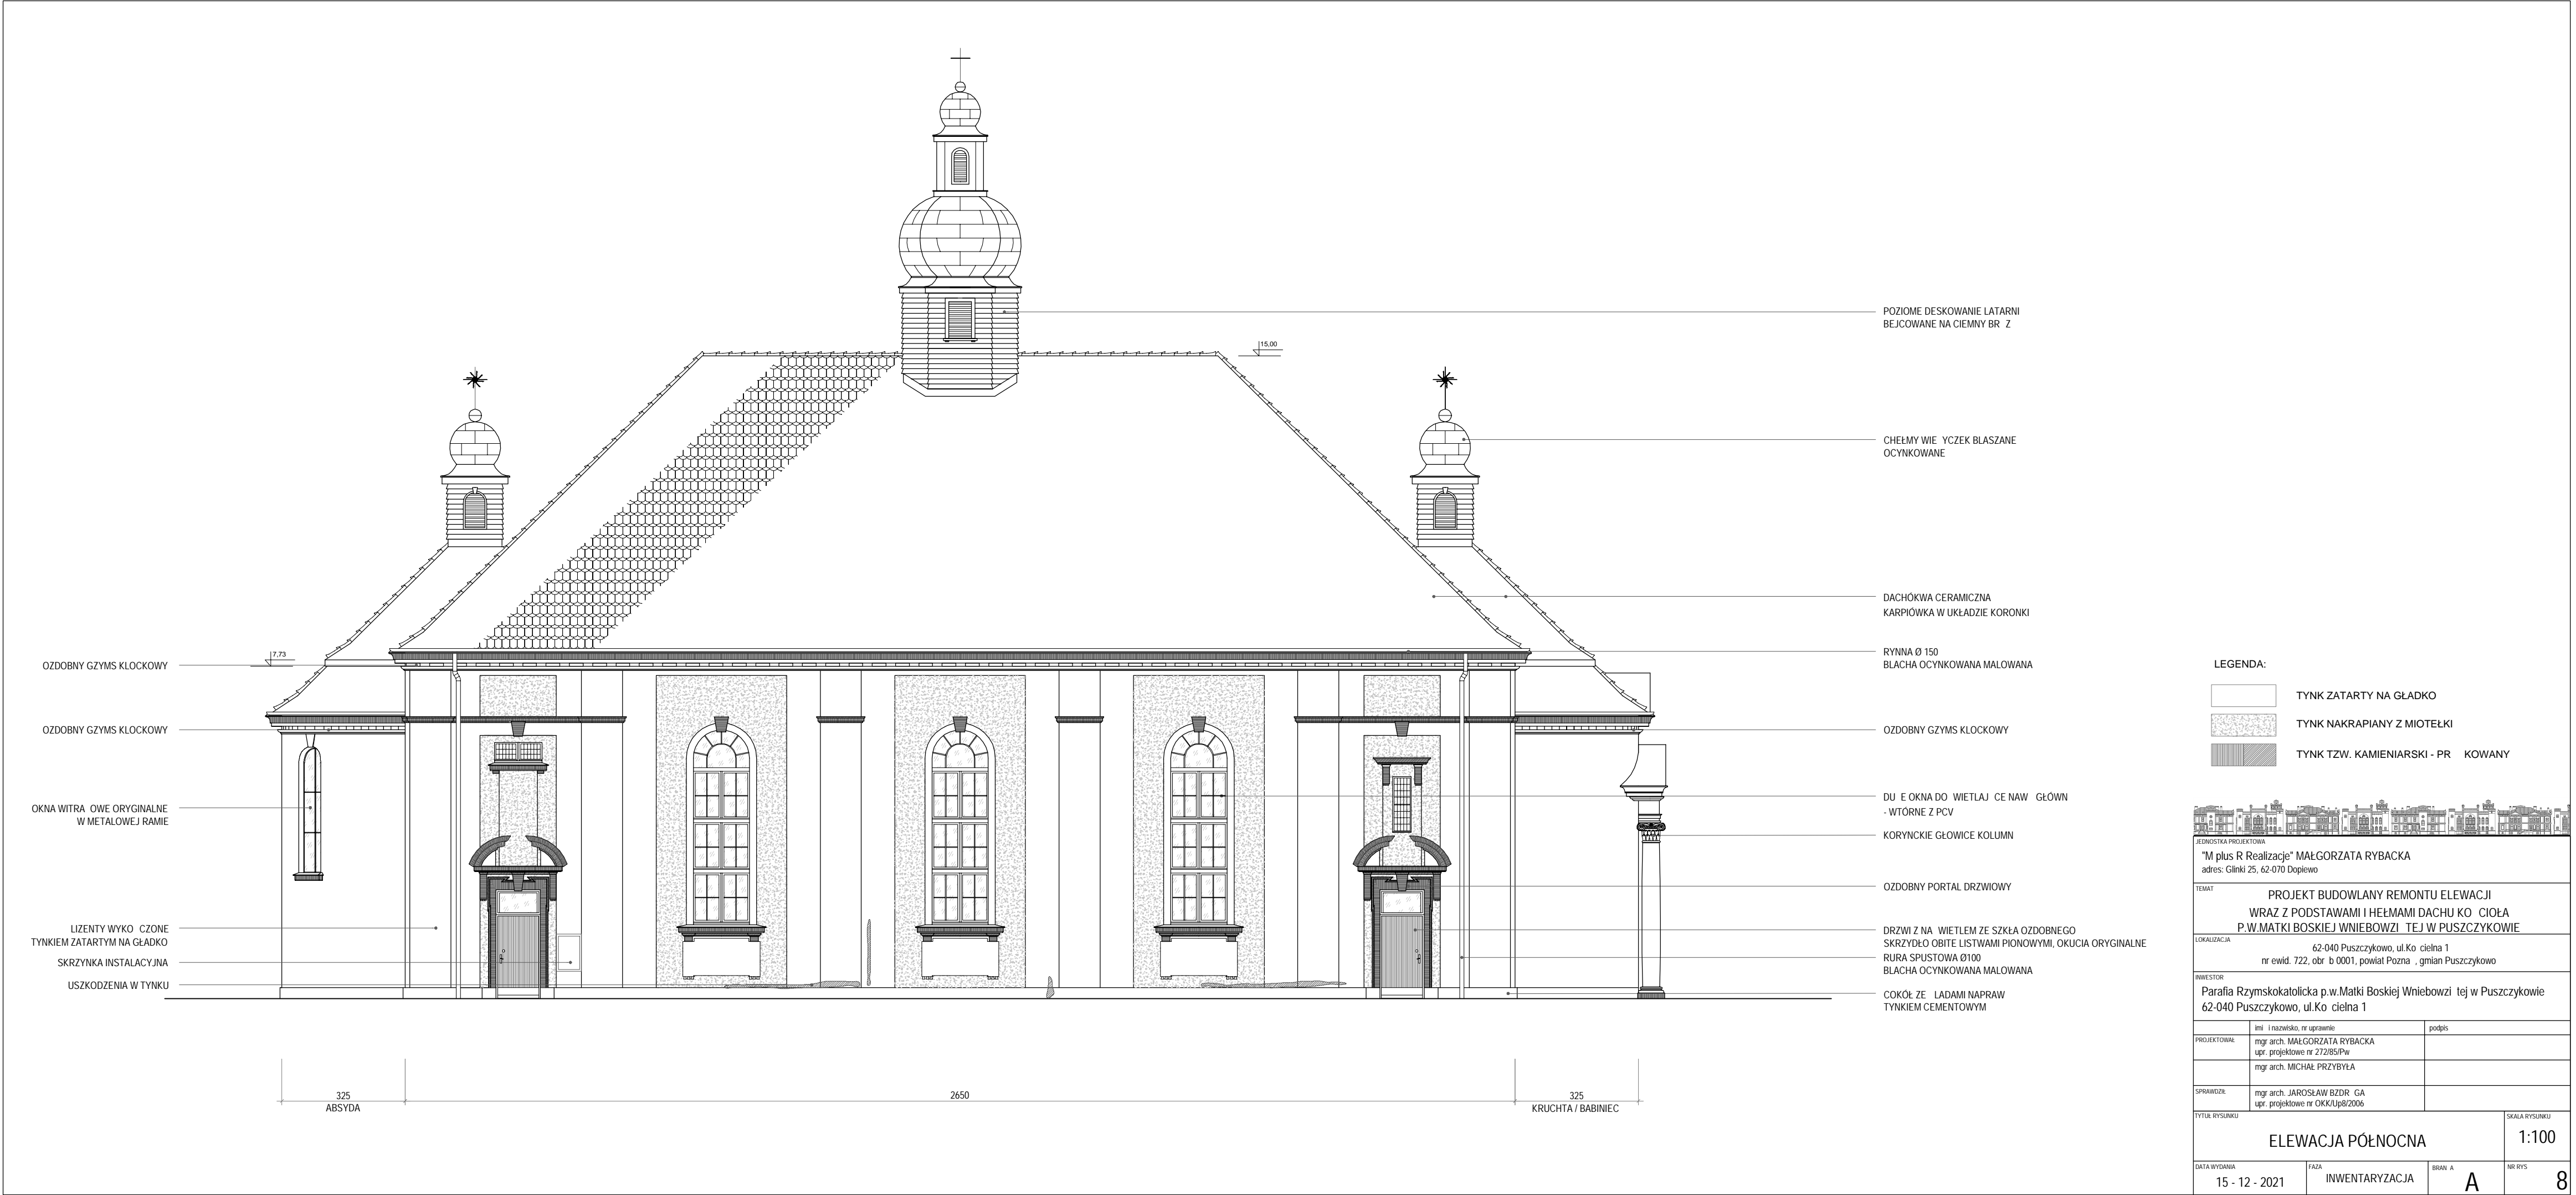 POZIOME DESKOWANIE LATARNI
BEJCOWANE NA CIEMNY BR Z
15,00
CHEŁMY WIE YCZEK BLASZANE
OCYNKOWANE
DACHÓKWA CERAMICZNA
KARPIÓWKA W UKŁADZIE KORONKI
7,73
OZDOBNY GZYMS KLOCKOWY
RYNNA Ø 150
BLACHA OCYNKOWANA MALOWANA
OZDOBNY GZYMS KLOCKOWY
OZDOBNY GZYMS KLOCKOWY
OKNA WITRA OWE ORYGINALNE
W METALOWEJ RAMIE
DU E OKNA DO WIETLAJ CE NAW GŁÓWN
- WTÓRNE Z PCV
KORYNCKIE GŁOWICE KOLUMN
OZDOBNY PORTAL DRZWIOWY
LIZENTY WYKO CZONE
TYNKIEM ZATARTYM NA GŁADKO
SKRZYNKA INSTALACYJNA
USZKODZENIA W TYNKU
DRZWI Z NA WIETLEM ZE SZKŁA OZDOBNEGO
SKRZYDŁO OBITE LISTWAMI PIONOWYMI, OKUCIA ORYGINALNE
RURA SPUSTOWA Ø100
BLACHA OCYNKOWANA MALOWANA
COKÓŁ ZE LADAMI NAPRAW
TYNKIEM CEMENTOWYM
325
ABSYDA
2650
325
KRUCHTA / BABINIEC
LEGENDA:
TYNK ZATARTY NA GŁADKO
TYNK NAKRAPIANY Z MIOTEŁKI
TYNK TZW. KAMIENIARSKI - PR KOWANY
JEDNOSTKA PROJEKTOWA
"M plus R Realizacje" MAŁGORZATA RYBACKA
adres: Glinki 25, 62-070 Dopiewo
TEMAT
PROJEKT BUDOWLANY REMONTU ELEWACJI
WRAZ Z PODSTAWAMI I HEŁMAMI DACHU KO CIOŁA
P.W.MATKI BOSKIEJ WNIEBOWZI TEJ W PUSZCZYKOWIE
LOKALIZACJA
62-040 Puszczykowo, ul.Ko cielna 1
nr ewid. 722, obr b 0001, powiat Pozna , gmian Puszczykowo
INWESTOR
Parafia Rzymskokatolicka p.w.Matki Boskiej Wniebowzi tej w Puszczykowie
62-040 Puszczykowo, ul.Ko cielna 1
imi i nazwisko, nr uprawnie podpis
PROJEKTOWAŁ mgr arch. MAŁGORZATA RYBACKA
upr. projektowe nr 272/85/Pw
mgr arch. MICHAŁ PRZYBYŁA
SPRAWDZIŁ mgr arch. JAROSŁAW BZDR GA
upr. projektowe nr OKK/Up8/2006
TYTUŁ RYSUNKU SKALA RYSUNKU
ELEWACJA PÓŁNOCNA 1:100
DATA WYDANIA FAZA BRAN A NR RYS
15 - 12 - 2021 INWENTARYZACJA A 8